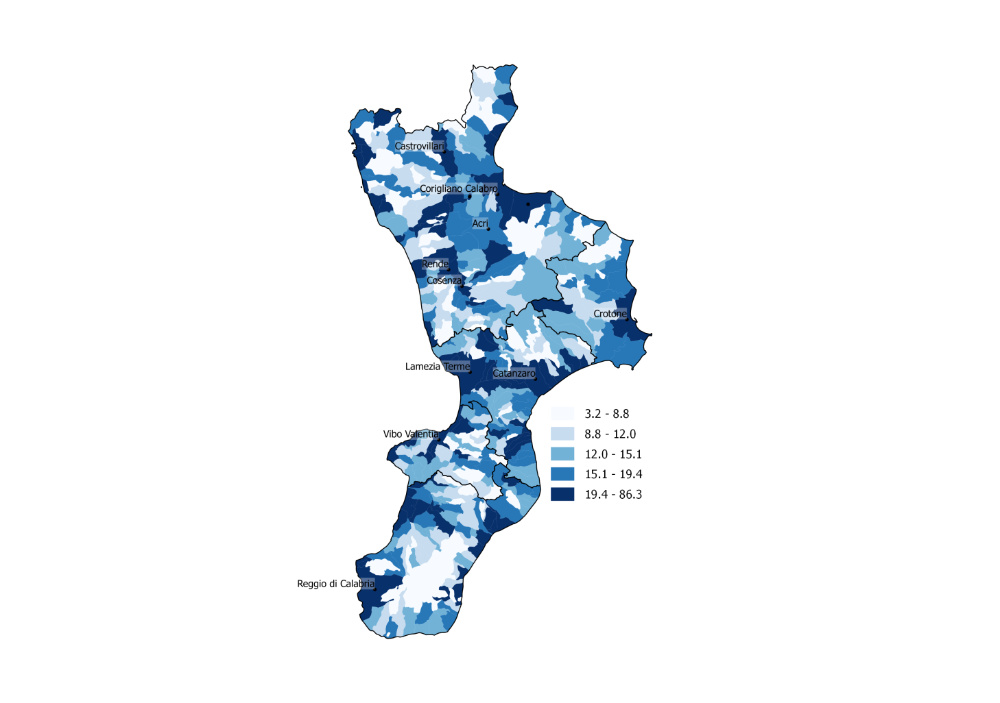 Castrovillari
Corigliano Calabro
Acri
Rende
Cosenza
Crotone
Lamezia Terme
Catanzaro
3.2 - 8.8
8.8 - 12.0
Vibo Valentia
12.0 - 15.1
15.1 - 19.4
19.4 - 86.3
Reggio di Calabria